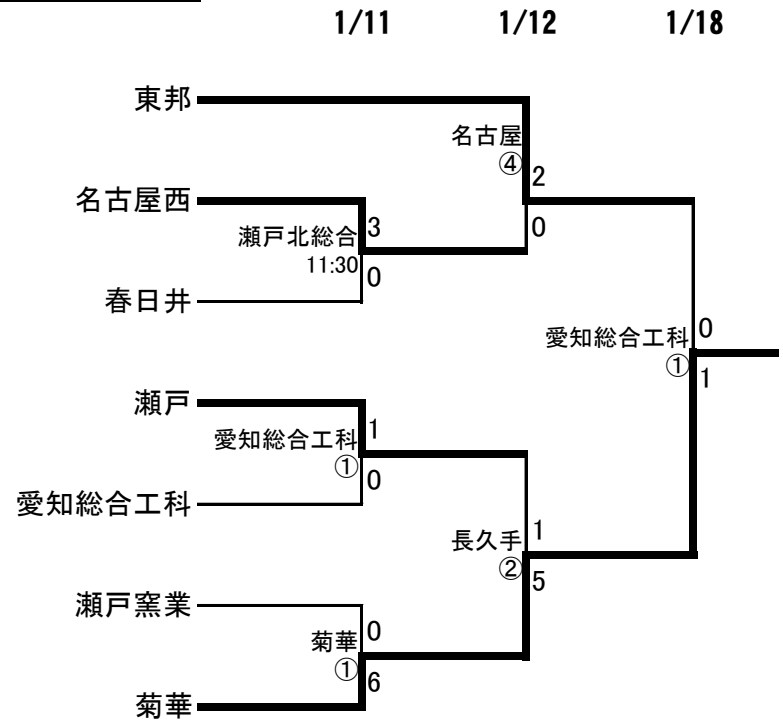 1/11 1/12 1/18
東邦
名古屋
④ 2
名古屋西
3 0
瀬戸北総合
11:30 0
春日井
0
愛知総合工科
① 1
瀬戸
1
愛知総合工科
① 0
愛知総合工科
1
長久手
② 5
瀬戸窯業
0
菊華
① 6
菊華